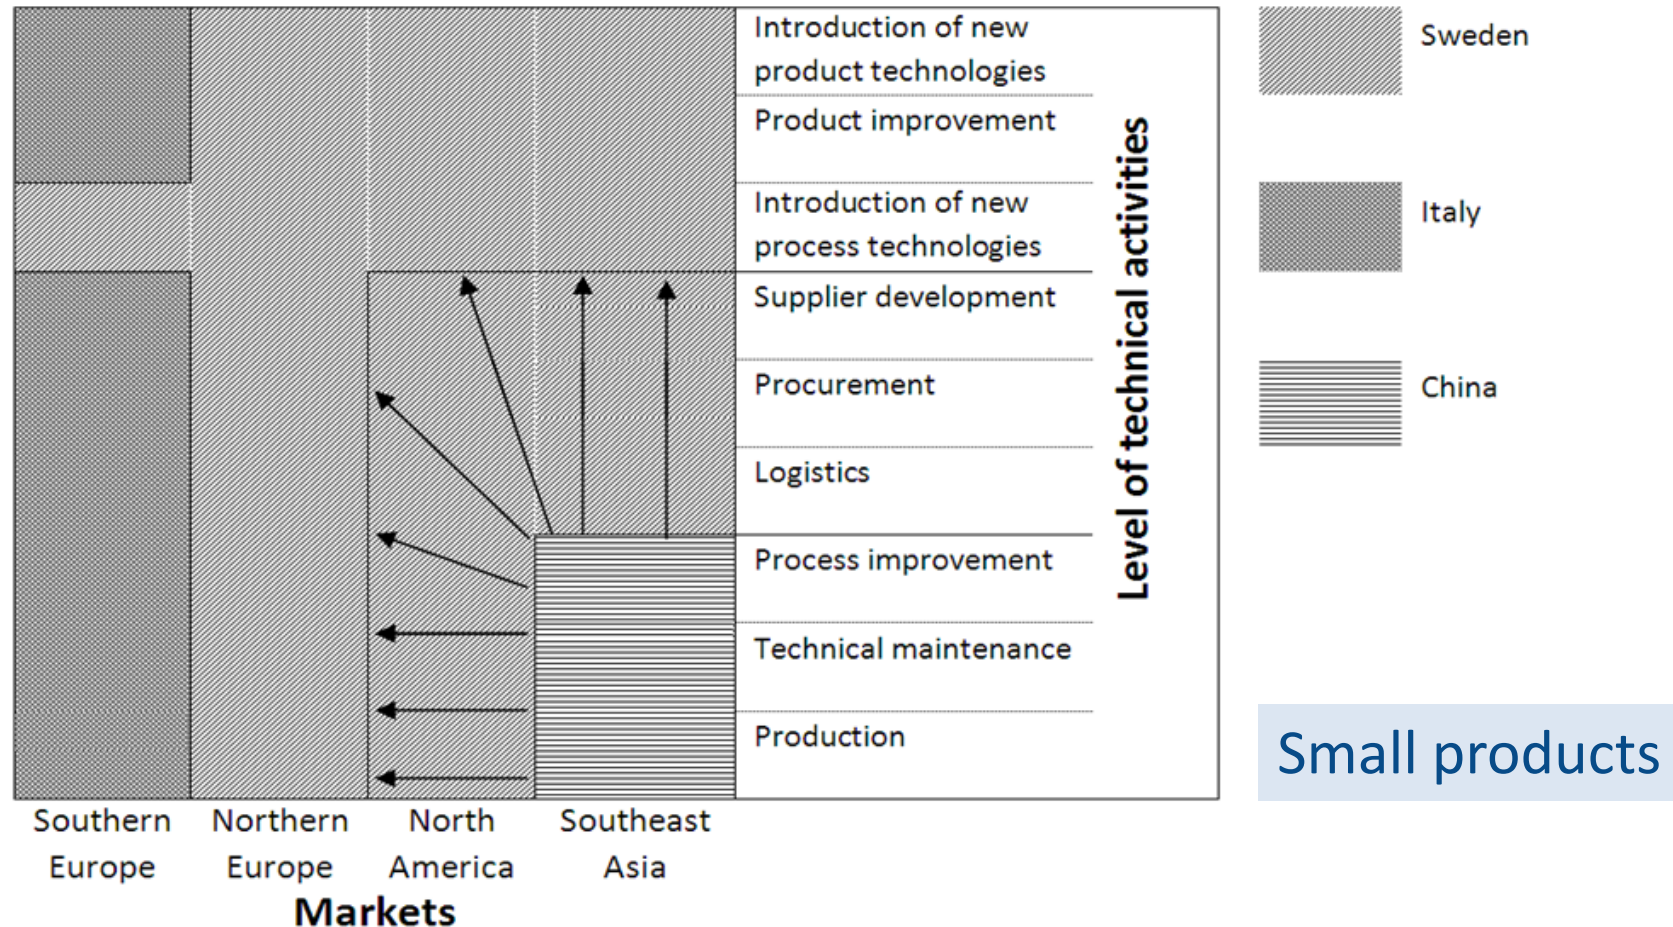 Introduction of new
product technologies
Product improvement
Introduction of new
process technologies
Supplier development
Procurement
Logistics
Process improvement
Technical maintenance
Production
Level of technical activities
Sweden
Italy
China
Small products
Southern
Europe
Northern
Europe
North
America
Southeast
Asia
Markets